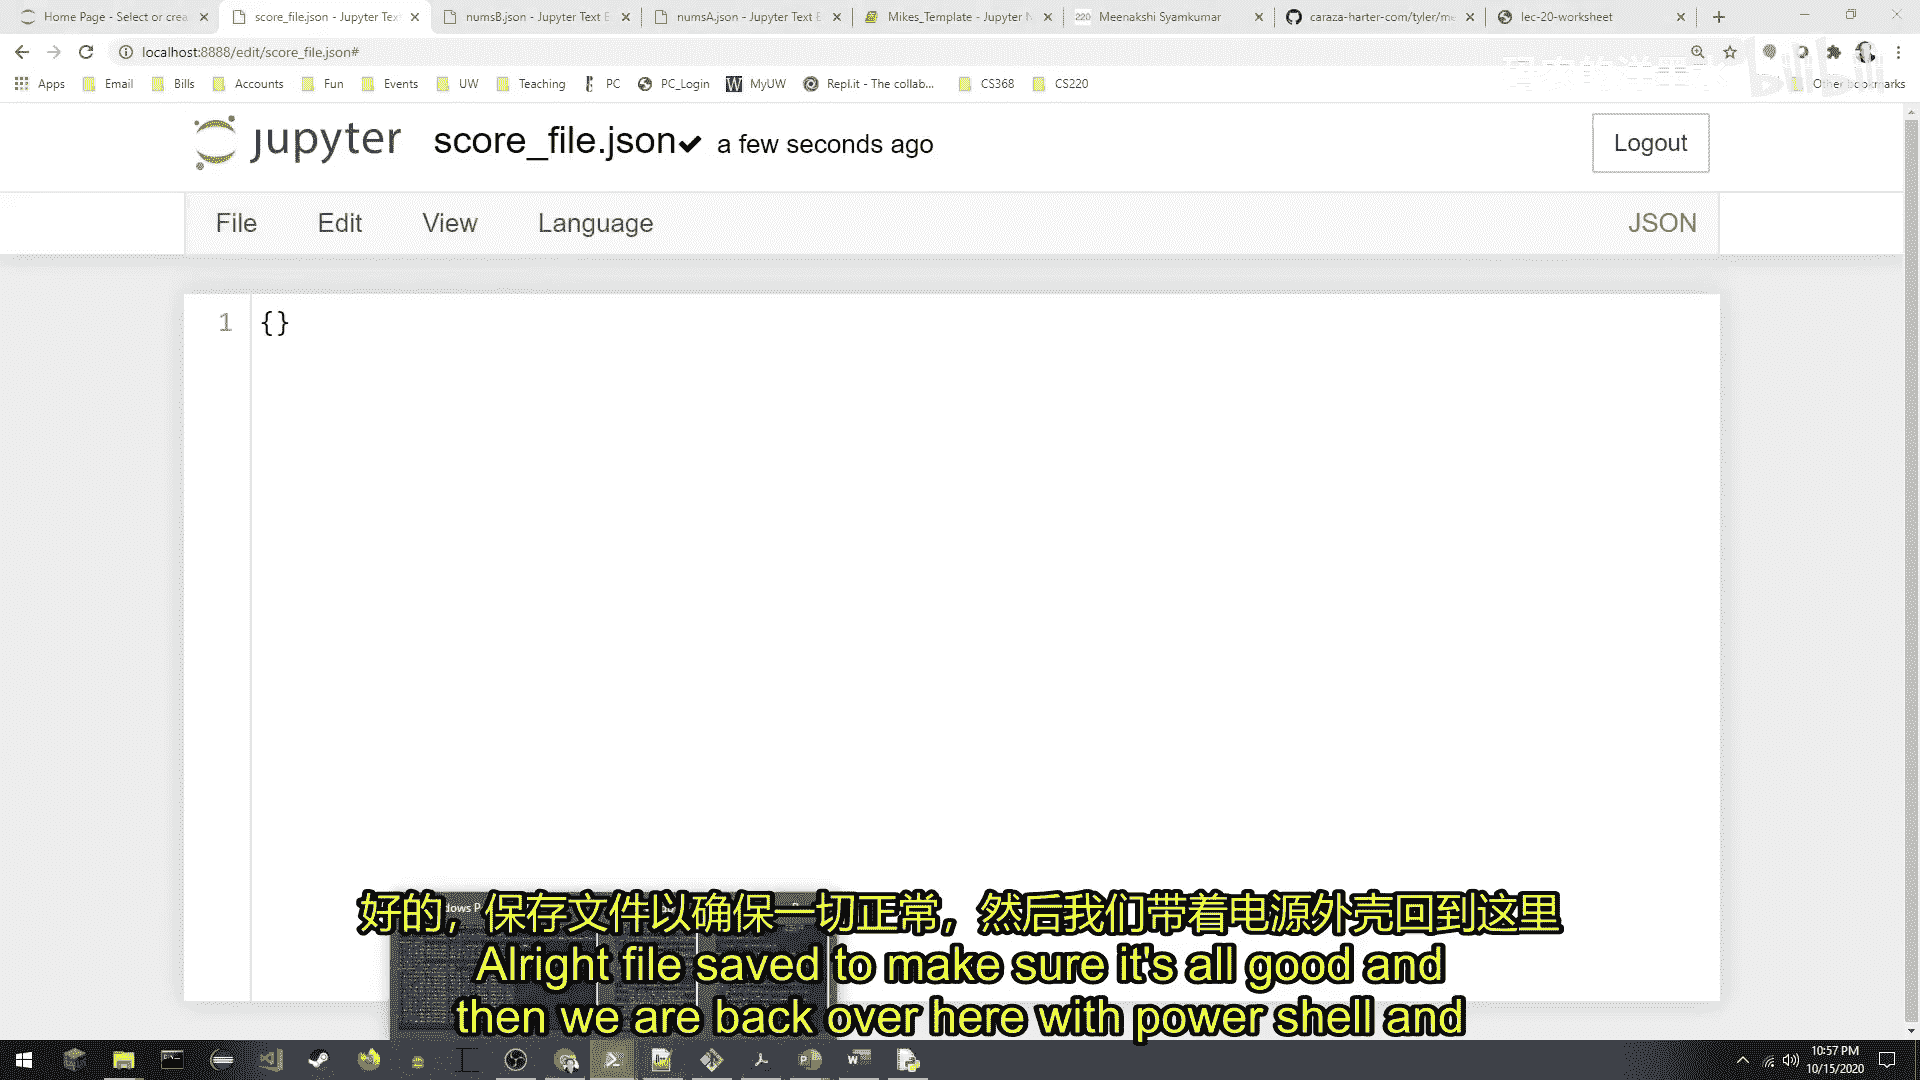 Home Page - Select or crea
score_file.json - Jupyter Tex
numsB.json - Jupyter Text E
numsA.json - Jupyter Text E
Mikes_Template - Jupyter N
220 Meenakshi Syamkumar
caraza-harter-com/tyler/me
lec-20-worksheet
localhost:8888/edit/score_file.json#
Apps Email Bills Accounts Fun Events UW Teaching PC PC_Login MyUW Repl.it - The collab... CS368 CS220 Other bookmarks
bilibili
jupyter score_file.json a few seconds ago Logout
File Edit View Language JSON
1 {}
好的，保存文件以确保一切正常，然后我们带着电源外壳回到这里
Alright file saved to make sure it's all good and
then we are back over here with power shell and
10:57 PM
10/15/2020